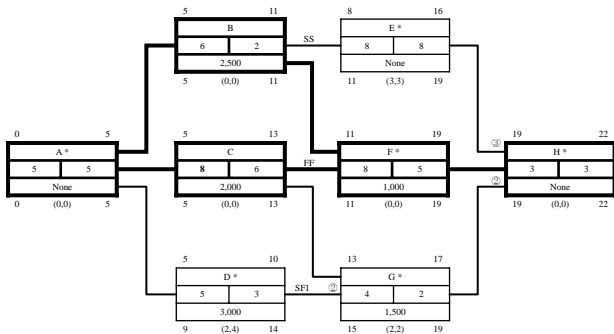 5 11
B
6 2
2,500
5 (0,0) 11
SS
8 16
E *
8 8
None
11 (3,3) 19
0 5
A *
5 5
None
0 (0,0) 5
5 13
C
8 6
2,000
5 (0,0) 13
FF
11 19
F *
8 5
1,000
11 (0,0) 19
③
②
19 22
H *
3 3
None
19 (0,0) 22
5 10
D *
5 3
3,000
9 (2,4) 14
SF1 ②
13 17
G *
4 2
1,500
15 (2,2) 19